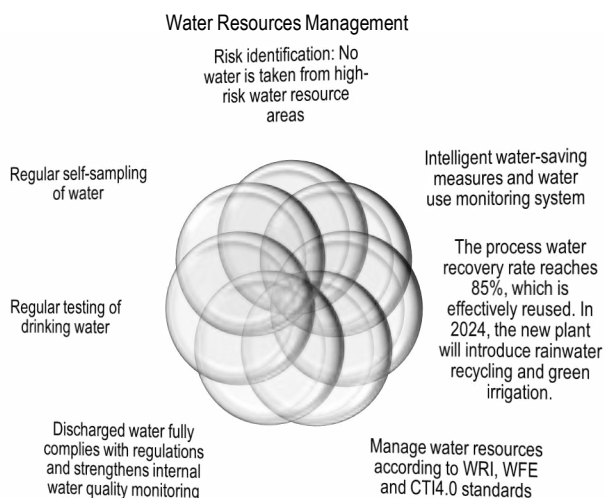 Water Resources Management
Risk identification: No
water is taken from high-
risk water resource
areas
Intelligent water-saving
measures and water
use monitoring system
The process water
recovery rate reaches
85%, which is
effectively reused. In
2024, the new plant
will introduce rainwater
recycling and green
irrigation.
Manage water resources
according to WRI, WFE
and CTI4.0 standards
Discharged water fully
complies with regulations
and strengthens internal
water quality monitoring
Regular testing of
drinking water
Regular self-sampling
of water